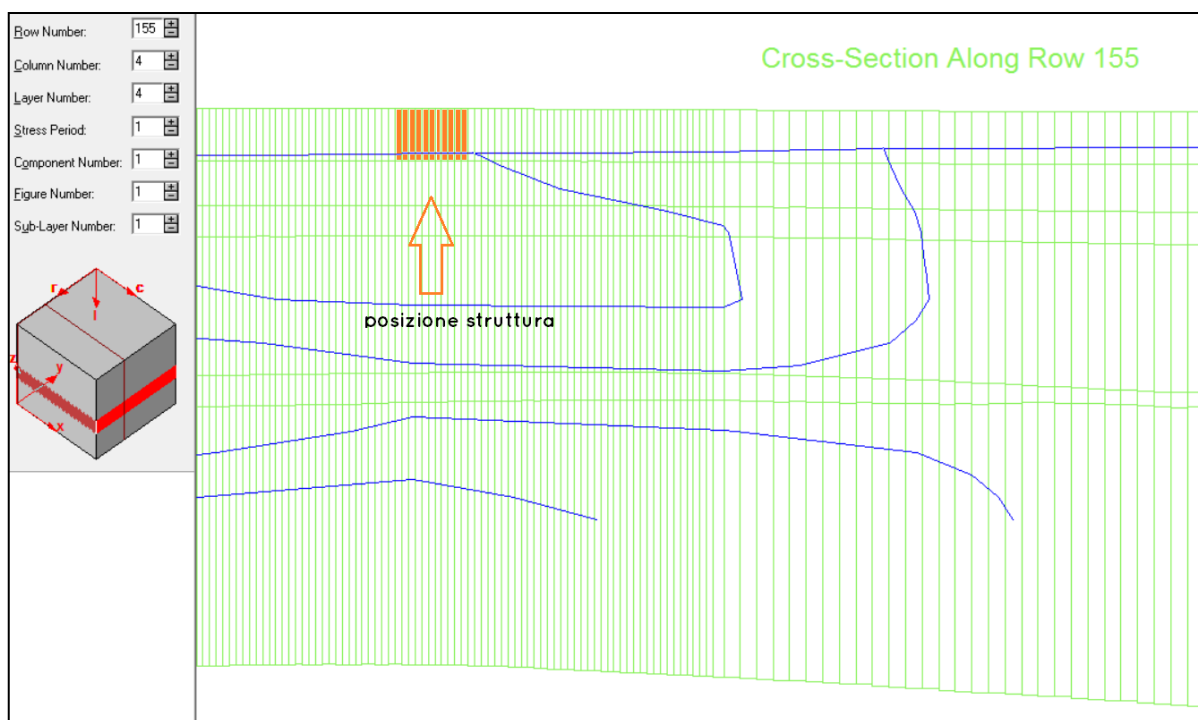 Row Number: 155
Column Number: 4
Layer Number: 4
Stress Period: 1
Component Number: 1
Figure Number: 1
Sub-Layer Number: 1
Cross-Section Along Row 155
posizione struttura
r c
l
z y
x